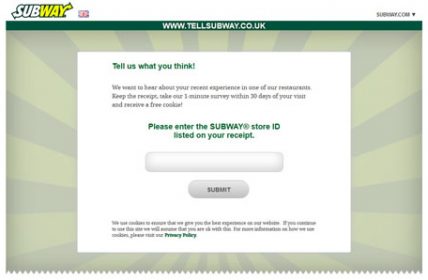 SUBWAY
SUBWAY.COM ▼
WWW.TELLSUBWAY.CO.UK
Tell us what you think!
We want to hear about your recent experience in one of our restaurants.
Keep the receipt, take our 1-minute survey within 30 days of your visit
and receive a free cookie!
Please enter the SUBWAY® store ID
listed on your receipt.
SUBMIT
We use cookies to ensure that we give you the best experience on our website. If you continue
to use this site we will assume that you are ok with this. For more information on how we use
cookies, please visit our Privacy Policy.